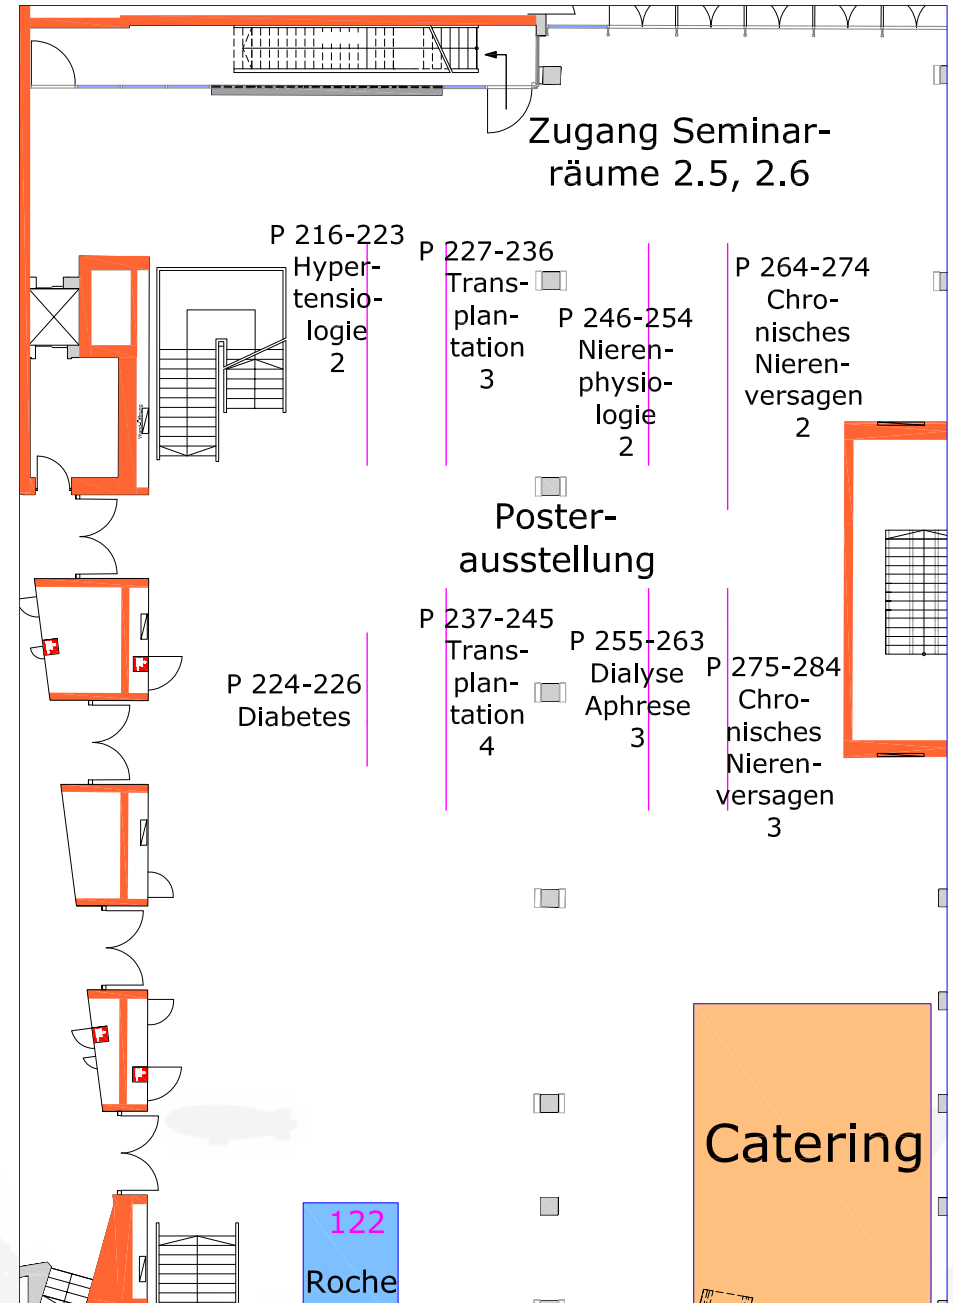 Zugang Seminar-
räume 2.5, 2.6
P 216-223
Hyper-
tensio-
logie
2
P 227-236
Trans-
plan-
tation
3
P 246-254
Nieren-
physio-
logie
2
P 264-274
Chro-
nisches
Nieren-
versagen
2
Poster-
ausstellung
P 224-226
Diabetes
P 237-245
Trans-
plan-
tation
4
P 255-263
Dialyse
Aphrese
3
P 275-284
Chro-
nisches
Nieren-
versagen
3
Catering
122
Roche